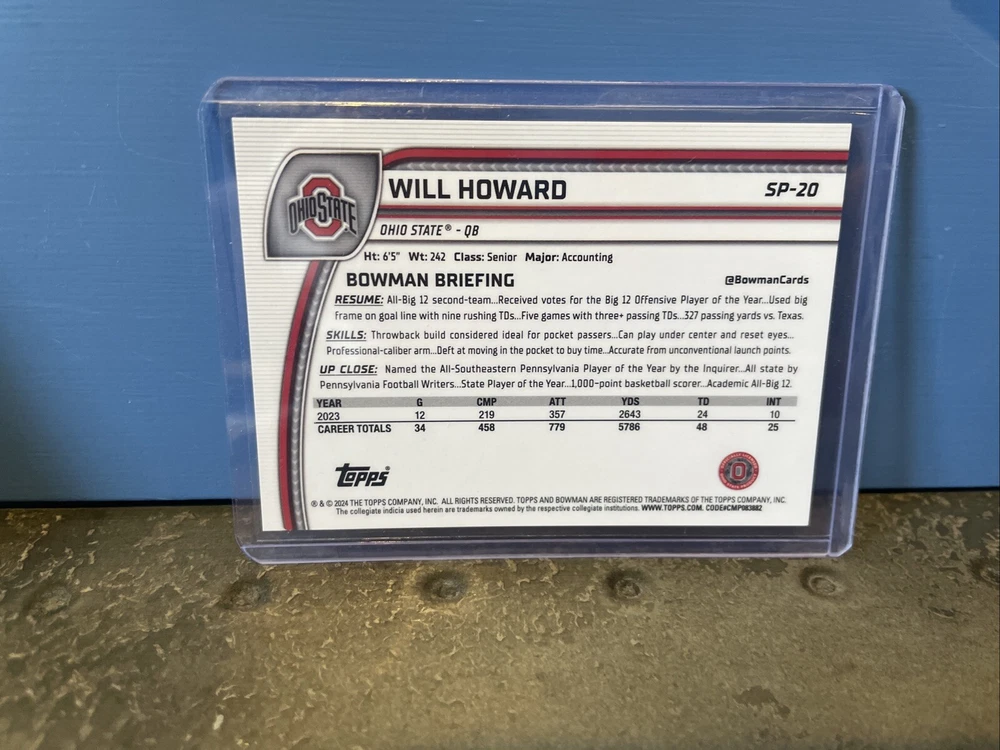 WILL HOWARD SP-20
OHIO STATE
OHIO STATE® - QB
Ht: 6'5" Wt: 242 Class: Senior Major: Accounting
BOWMAN BRIEFING @BowmanCards
RESUME: All-Big 12 second-team...Received votes for the Big 12 Offensive Player of the Year...Used big
frame on goal line with nine rushing TDs...Five games with three+ passing TDs...327 passing yards vs. Texas.
SKILLS: Throwback build considered ideal for pocket passers...Can play under center and reset eyes...
Professional-caliber arm...Deft at moving in the pocket to buy time...Accurate from unconventional launch points.
UP CLOSE: Named the All-Southeastern Pennsylvania Player of the Year by the Inquirer...All state by
Pennsylvania Football Writers...State Player of the Year...1,000-point basketball scorer...Academic All-Big 12.
YEAR G CMP ATT YDS TD INT
2023 12 219 357 2643 24 10
CAREER TOTALS 34 458 779 5786 48 25
topps®
® & © 2024 THE TOPPS COMPANY, INC. ALL RIGHTS RESERVED. TOPPS AND BOWMAN ARE REGISTERED TRADEMARKS OF THE TOPPS COMPANY, INC.
The collegiate indicia used herein are trademarks owned by the respective collegiate institutions. WWW.TOPPS.COM. CODE#CMP083882